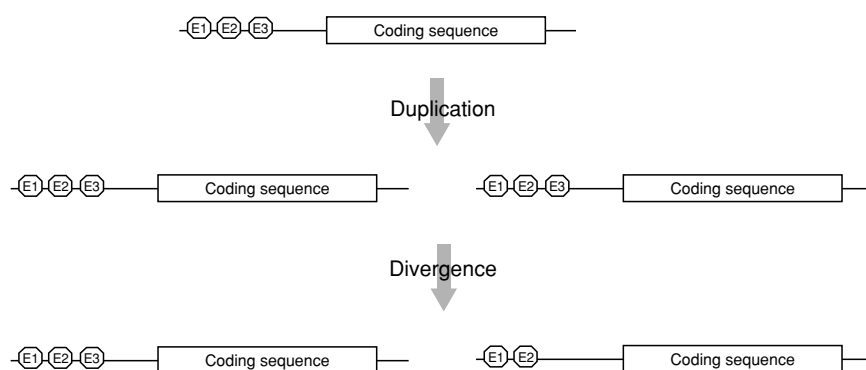 E1 E2 E3 Coding sequence
Duplication
E1 E2 E3 Coding sequence E1 E2 E3 Coding sequence
Divergence
E1 E2 E3 Coding sequence E1 E2 Coding sequence